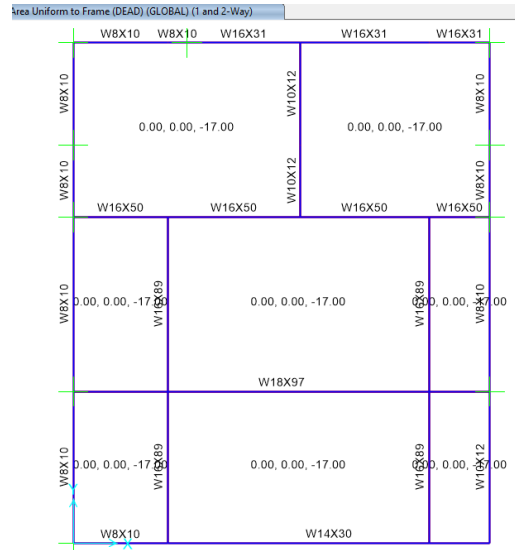 Area Uniform to Frame (DEAD) (GLOBAL) (1 and 2-Way)
W8X10 W8X10 W16X31 W16X31 W16X31
W8X10 W10X12 W8X10
0.00, 0.00, -17.00 0.00, 0.00, -17.00
W8X10 W10X12 W8X10
W16X50 W16X50 W16X50 W16X50
W8X10 0.00, 0.00, -17.00 W16X89 0.00, 0.00, -17.00 W16X89 0.00, 0.00, -17.00 W8X10
W18X97
W8X10 0.00, 0.00, -17.00 W16X89 0.00, 0.00, -17.00 W16X89 0.00, 0.00, -17.00 W10X12
Y
W8X10 X W14X30